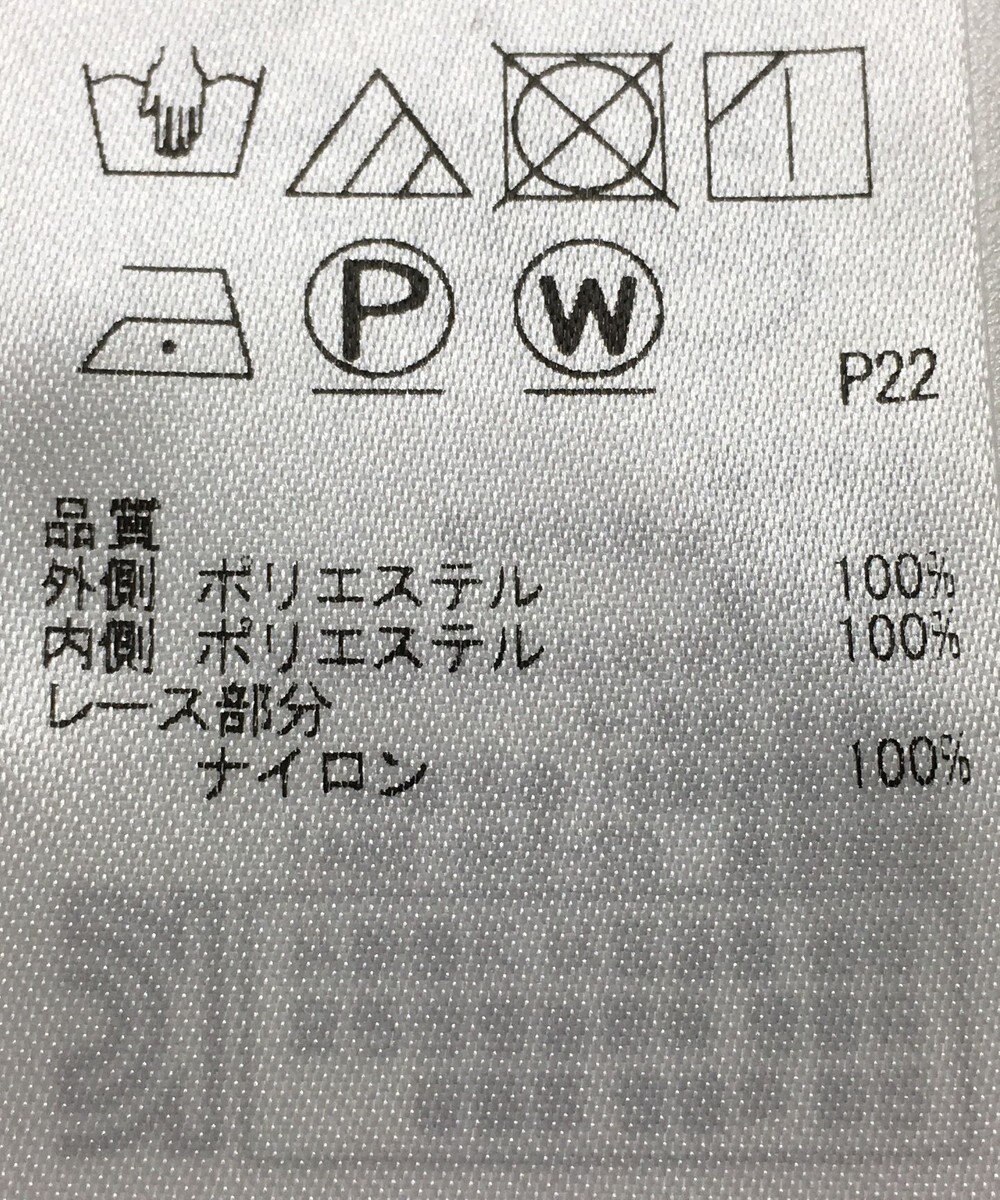 P W
P22
品質
外側 ポリエステル 100%
内側 ポリエステル 100%
レース部分
ナイロン 100%